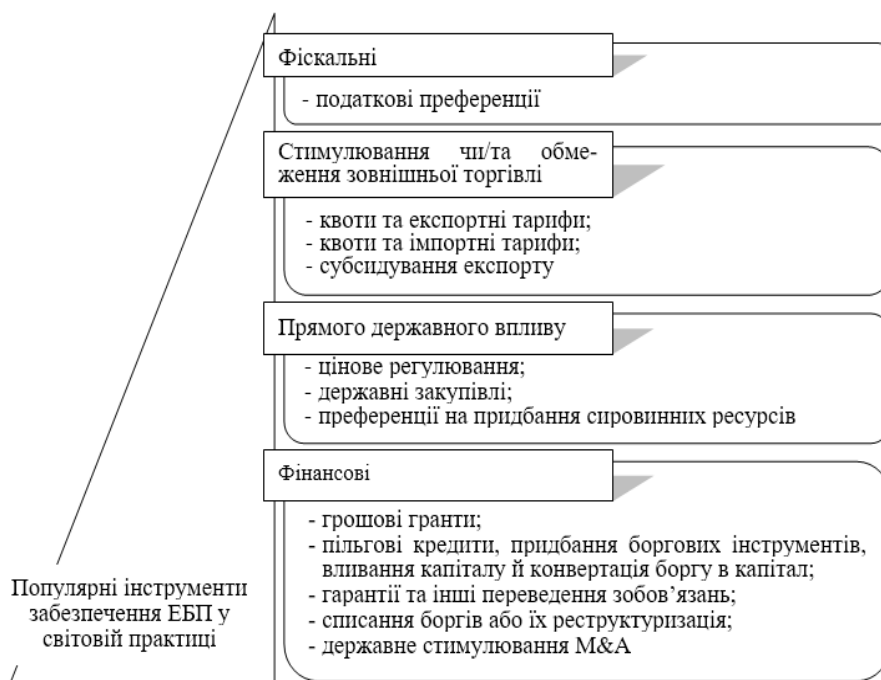 Фіскальні
- податкові преференції
Стимулювання чи/та обме-
ження зовнішньої торгівлі
- квоти та експортні тарифи;
- квоти та імпортні тарифи;
- субсидування експорту
Прямого державного впливу
- цінове регулювання;
- державні закупівлі;
- преференції на придбання сировинних ресурсів
Фінансові
- грошові гранти;
- пільгові кредити, придбання боргових інструментів,
вливання капіталу й конвертація боргу в капітал;
- гарантії та інші переведення зобов’язань;
- списання боргів або їх реструктуризація;
- державне стимулювання M&A
Популярні інструменти
забезпечення ЕБП у
світовій практиці